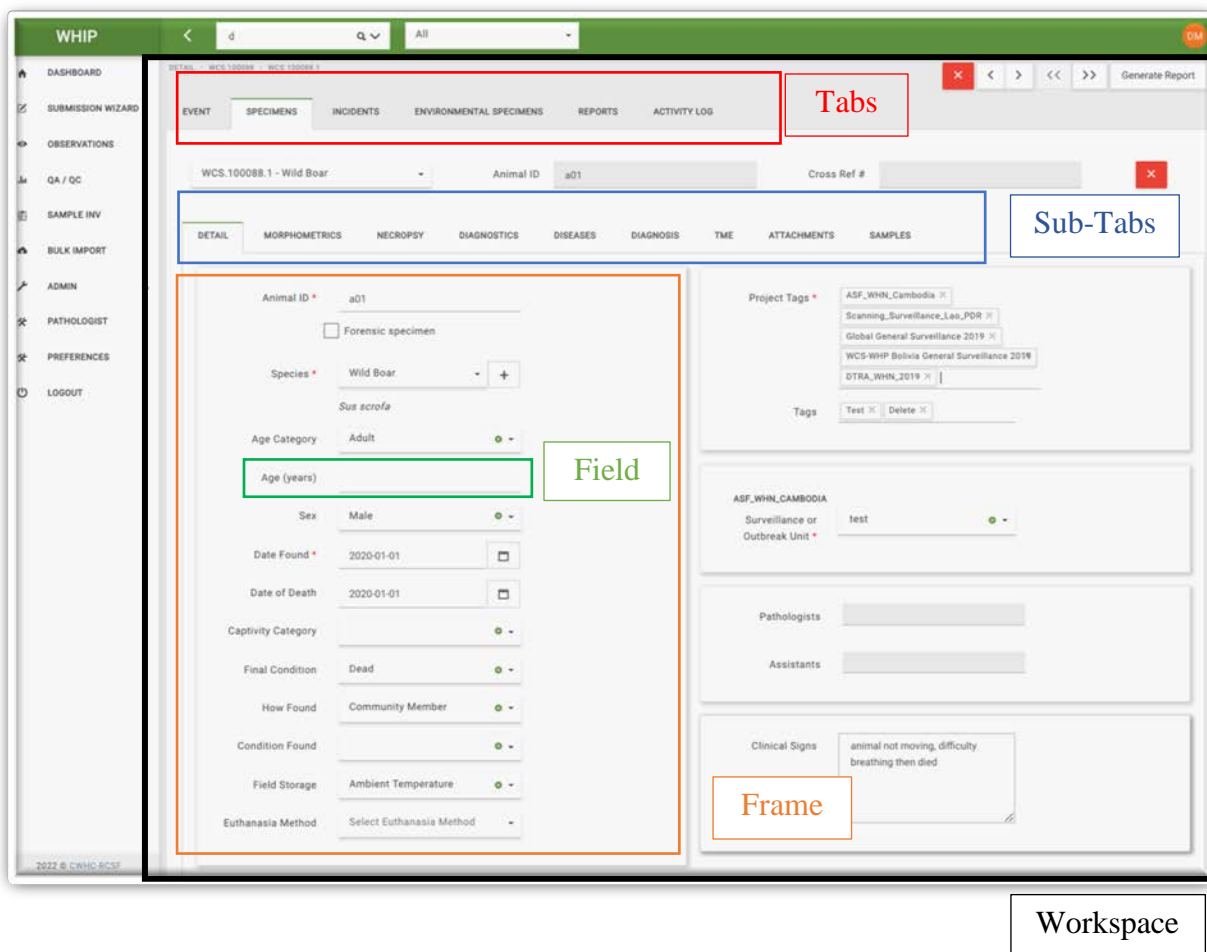 WHIP
d
All
DM
DASHBOARD
SUBMISSION WIZARD
OBSERVATIONS
QA / QC
SAMPLE INV
BULK IMPORT
ADMIN
PATHOLOGIST
PREFERENCES
LOGOUT
2022 © CWHC-RCSF
DETAIL - WCS.100088 - WCS.100088.1
< > << >> Generate Report
EVENT SPECIMENS INCIDENTS ENVIRONMENTAL SPECIMENS REPORTS ACTIVITY LOG
Tabs
WCS.100088.1 - Wild Boar
Animal ID a01
Cross Ref #
DETAIL MORPHOMETRICS NECROPSY DIAGNOSTICS DISEASES DIAGNOSIS TME ATTACHMENTS SAMPLES
Sub-Tabs
Animal ID * a01
Forensic specimen
Species * Wild Boar +
Sus scrofa
Age Category Adult
Age (years)
Field
Sex Male
Date Found * 2020-01-01
Date of Death 2020-01-01
Captivity Category
Final Condition Dead
How Found Community Member
Condition Found
Field Storage Ambient Temperature
Euthanasia Method Select Euthanasia Method
Project Tags * ASF_WHN_Cambodia ×
Scanning_Surveillance_Lao_PDR ×
Global General Surveillance 2019 ×
WCS-WHP Bolivia General Surveillance 2019
DTRA_WHN_2019 ×
Tags Test × Delete ×
ASF_WHN_CAMBODIA
Surveillance or test
Outbreak Unit *
Pathologists
Assistants
Clinical Signs animal not moving, difficulty
breathing then died
Frame
Workspace